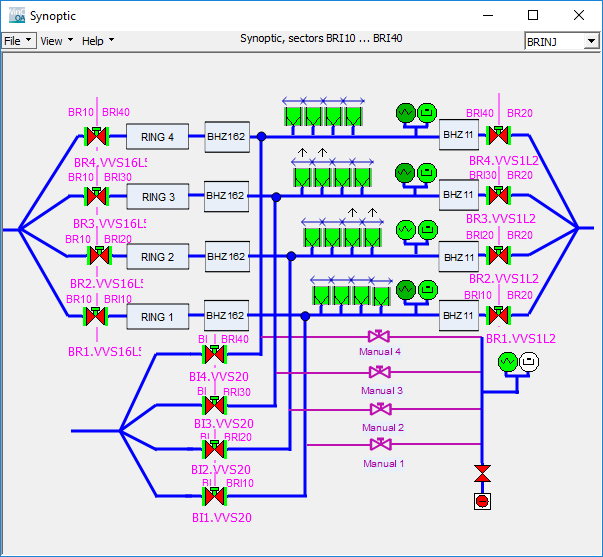 Synoptic
File View Help Synoptic, sectors BRI10 ... BRI40 BRINJ
BR10 BRI40 BRI40 BR20
RING 4 BHZ162 BHZ11
BR4.VVS16L5 BR4.VVS1L2
BR10 BRI30 BRI30 BR20
RING 3 BHZ162 BHZ11
BR3.VVS16L5 BR3.VVS1L2
BR10 BRI20 BRI20 BR20
RING 2 BHZ162 BHZ11
BR2.VVS16L5 BR2.VVS1L2
BR10 BRI10 BRI10 BR20
RING 1 BHZ162 BHZ11
BR1.VVS16L5 BR1.VVS1L2
BI BRI40
Manual 4
BI4.VVS20
BI BRI30
Manual 3
BI3.VVS20
Manual 2
BI BRI20
BI2.VVS20
Manual 1
BI BRI10
BI1.VVS20